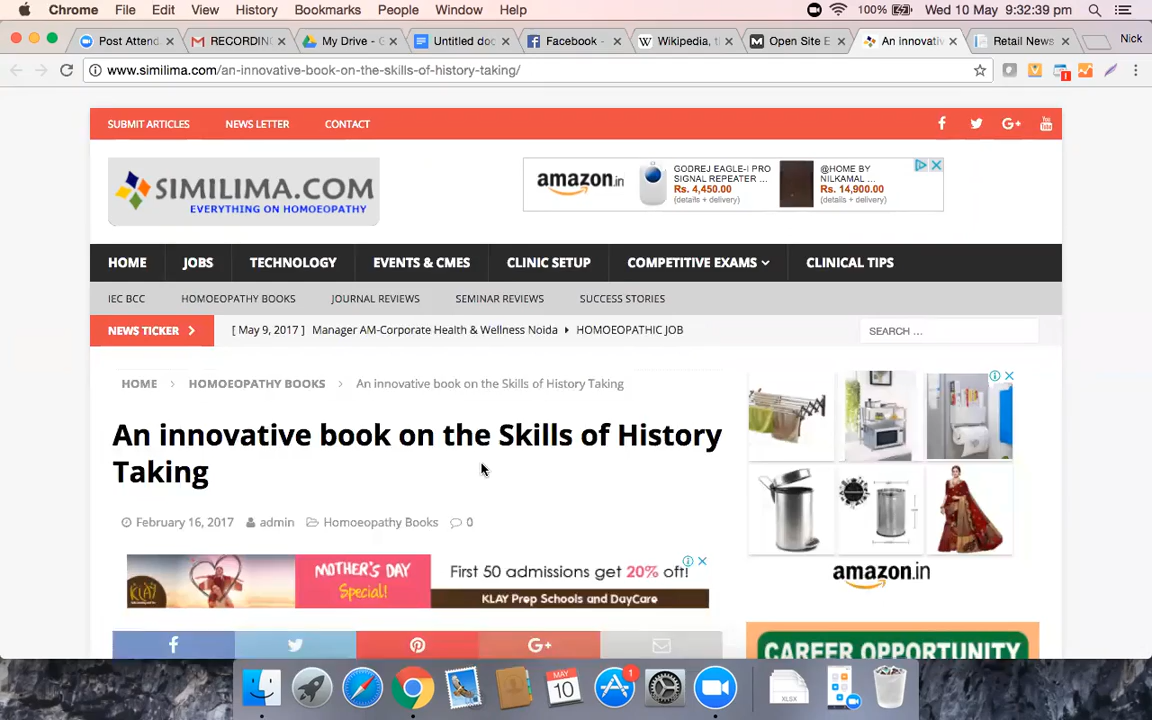 Chrome File Edit View History Bookmarks People Window Help 100% Wed 10 May 9:32:39 pm
Post Attend RECORDING My Drive - G Untitled doc Facebook - Wikipedia, t Open Site E An innovativ Retail News Nick
www.similima.com/an-innovative-book-on-the-skills-of-history-taking/
SUBMIT ARTICLES NEWS LETTER CONTACT
SIMILIMA.COM
EVERYTHING ON HOMOEOPATHY
amazon.in
GODREJ EAGLE-I PRO
SIGNAL REPEATER ...
Rs. 4,450.00
(details + delivery)
@HOME BY
NILKAMAL ...
Rs. 14,900.00
(details + delivery)
HOME JOBS TECHNOLOGY EVENTS & CMES CLINIC SETUP COMPETITIVE EXAMS CLINICAL TIPS
IEC BCC HOMOEOPATHY BOOKS JOURNAL REVIEWS SEMINAR REVIEWS SUCCESS STORIES
NEWS TICKER [ May 9, 2017 ] Manager AM-Corporate Health & Wellness Noida HOMOEOPATHIC JOB SEARCH ...
HOME HOMOEOPATHY BOOKS An innovative book on the Skills of History Taking
An innovative book on the Skills of History
Taking
February 16, 2017 admin Homoeopathy Books 0
KLAY
MOTHER'S DAY
Special!
First 50 admissions get 20% off!
KLAY Prep Schools and DayCare
amazon.in
CAREER OPPORTUNITY
MAY
10
1
XLSX